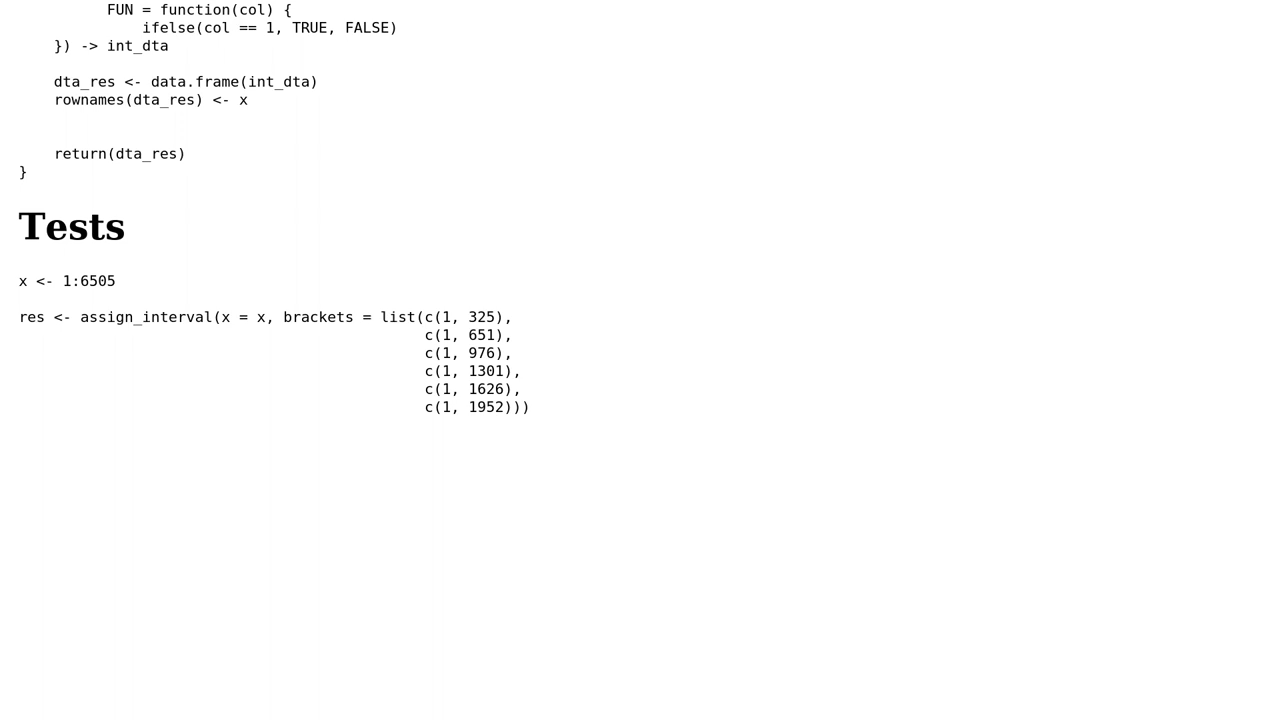 FUN = function(col) {
ifelse(col == 1, TRUE, FALSE)
}) -> int_dta
dta_res <- data.frame(int_dta)
rownames(dta_res) <- x
return(dta_res)
}
Tests
x <- 1:6505
res <- assign_interval(x = x, brackets = list(c(1, 325),
c(1, 651),
c(1, 976),
c(1, 1301),
c(1, 1626),
c(1, 1952)))